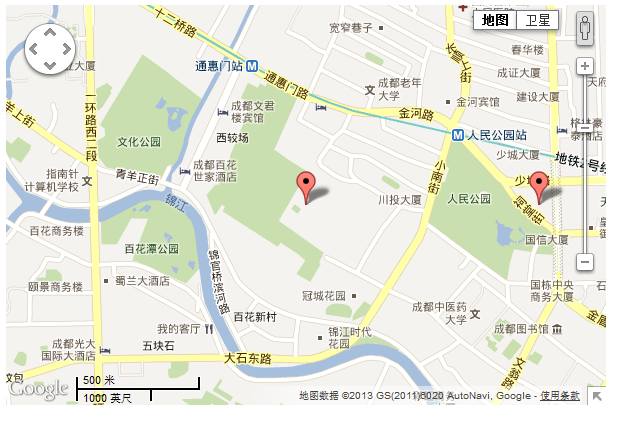 十二桥路
宽窄巷子
地图
卫星
长顺上街
春华楼
通惠门站
成证大厦
大厦
通惠门路
成都老年
大学
天府
建设大厦
一环路西二段
成都文君
楼宾馆
金河宾馆
青羊上街
金河路
西较场
人民公园站
文化公园
少城大厦
地铁2号线
指南针
计算机学校
青羊正街
成都百花
世家酒店
小南街
锦江
川投大厦
人民公园
祠堂街
百花商务楼
国信大厦
百花潭公园
锦官桥滨河路
蜀兰大酒店
颐景商务楼
冠城花园
国栋中央
商务大厦
百花新村
成都中医药
大学
我的客厅
锦江时代
花园
成都图书馆
成都光大
国际大酒店
五块石
大石东路
文翁路
500 米
1000 英尺
Google
地图数据 ©2013 GS(2011)6020 AutoNavi, Google - 使用条款